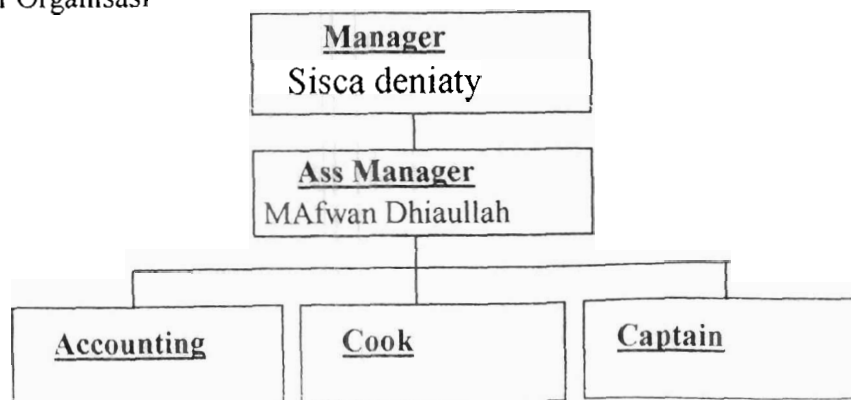 Organisasi
Manager
Sisca deniaty
Ass Manager
MAfwan Dhiaullah
Accounting
Cook
Captain